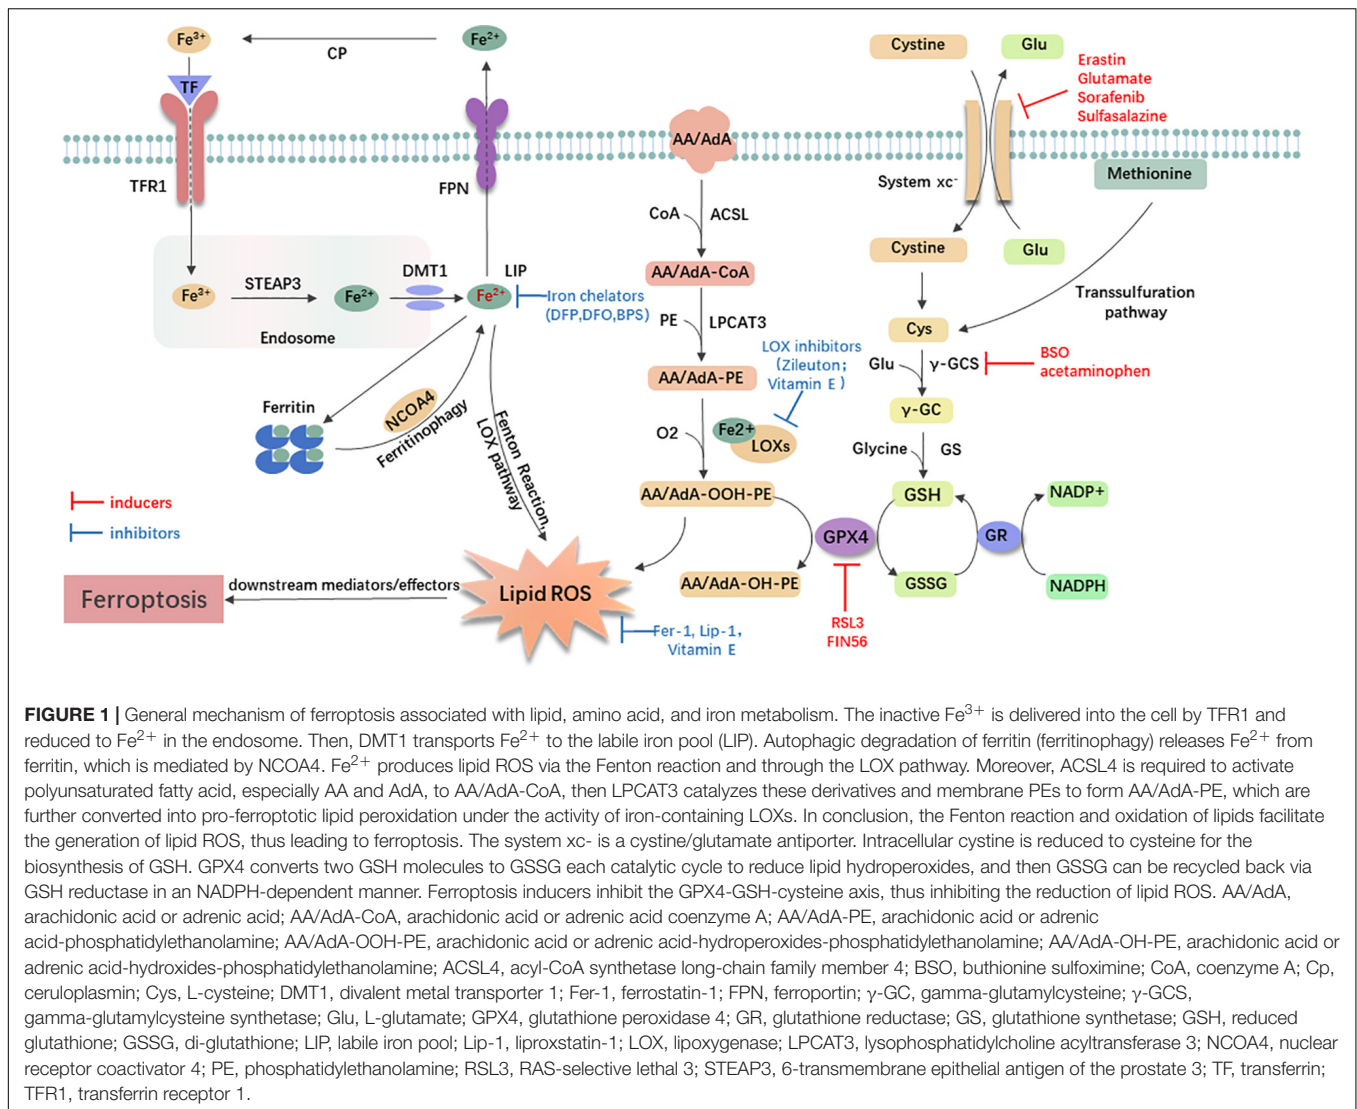 Fe3+
CP
Fe2+
TF
TFR1
FPN
AA/AdA
Cystine
Glu
Erastin
Glutamate
Sorafenib
Sulfasalazine
System xc-
Methionine
CoA
ACSL
Cystine
Glu
STEAP3
DMT1
LIP
Fe3+
Fe2+
Fe2+
Endosome
Iron chelators
(DFP,DFO,BPS)
AA/AdA-CoA
PE
LPCAT3
Transsulfuration
pathway
Cys
LOX inhibitors
(Zileuton;
Vitamin E )
Glu
γ-GCS
BSO
acetaminophen
AA/AdA-PE
γ-GC
Ferritin
NCOA4
Ferritinophagy
Fenton Reaction,
LOX pathway
O2
Fe2+
LOXs
Glycine
GS
AA/AdA-OOH-PE
GSH
NADP+
inducers
inhibitors
GPX4
GR
AA/AdA-OH-PE
GSSG
NADPH
Ferroptosis
downstream mediators/effectors
Lipid ROS
RSL3
FIN56
Fer-1, Lip-1,
Vitamin E
FIGURE 1 | General mechanism of ferroptosis associated with lipid, amino acid, and iron metabolism. The inactive Fe3+ is delivered into the cell by TFR1 and
reduced to Fe2+ in the endosome. Then, DMT1 transports Fe2+ to the labile iron pool (LIP). Autophagic degradation of ferritin (ferritinophagy) releases Fe2+ from
ferritin, which is mediated by NCOA4. Fe2+ produces lipid ROS via the Fenton reaction and through the LOX pathway. Moreover, ACSL4 is required to activate
polyunsaturated fatty acid, especially AA and AdA, to AA/AdA-CoA, then LPCAT3 catalyzes these derivatives and membrane PEs to form AA/AdA-PE, which are
further converted into pro-ferroptotic lipid peroxidation under the activity of iron-containing LOXs. In conclusion, the Fenton reaction and oxidation of lipids facilitate
the generation of lipid ROS, thus leading to ferroptosis. The system xc- is a cystine/glutamate antiporter. Intracellular cystine is reduced to cysteine for the
biosynthesis of GSH. GPX4 converts two GSH molecules to GSSG each catalytic cycle to reduce lipid hydroperoxides, and then GSSG can be recycled back via
GSH reductase in an NADPH-dependent manner. Ferroptosis inducers inhibit the GPX4-GSH-cysteine axis, thus inhibiting the reduction of lipid ROS. AA/AdA,
arachidonic acid or adrenic acid; AA/AdA-CoA, arachidonic acid or adrenic acid coenzyme A; AA/AdA-PE, arachidonic acid or adrenic
acid-phosphatidylethanolamine; AA/AdA-OOH-PE, arachidonic acid or adrenic acid-hydroperoxides-phosphatidylethanolamine; AA/AdA-OH-PE, arachidonic acid or
adrenic acid-hydroxides-phosphatidylethanolamine; ACSL4, acyl-CoA synthetase long-chain family member 4; BSO, buthionine sulfoximine; CoA, coenzyme A; Cp,
ceruloplasmin; Cys, L-cysteine; DMT1, divalent metal transporter 1; Fer-1, ferrostatin-1; FPN, ferroportin; γ-GC, gamma-glutamylcysteine; γ-GCS,
gamma-glutamylcysteine synthetase; Glu, L-glutamate; GPX4, glutathione peroxidase 4; GR, glutathione reductase; GS, glutathione synthetase; GSH, reduced
glutathione; GSSG, di-glutathione; LIP, labile iron pool; Lip-1, liproxstatin-1; LOX, lipoxygenase; LPCAT3, lysophosphatidylcholine acyltransferase 3; NCOA4, nuclear
receptor coactivator 4; PE, phosphatidylethanolamine; RSL3, RAS-selective lethal 3; STEAP3, 6-transmembrane epithelial antigen of the prostate 3; TF, transferrin;
TFR1, transferrin receptor 1.